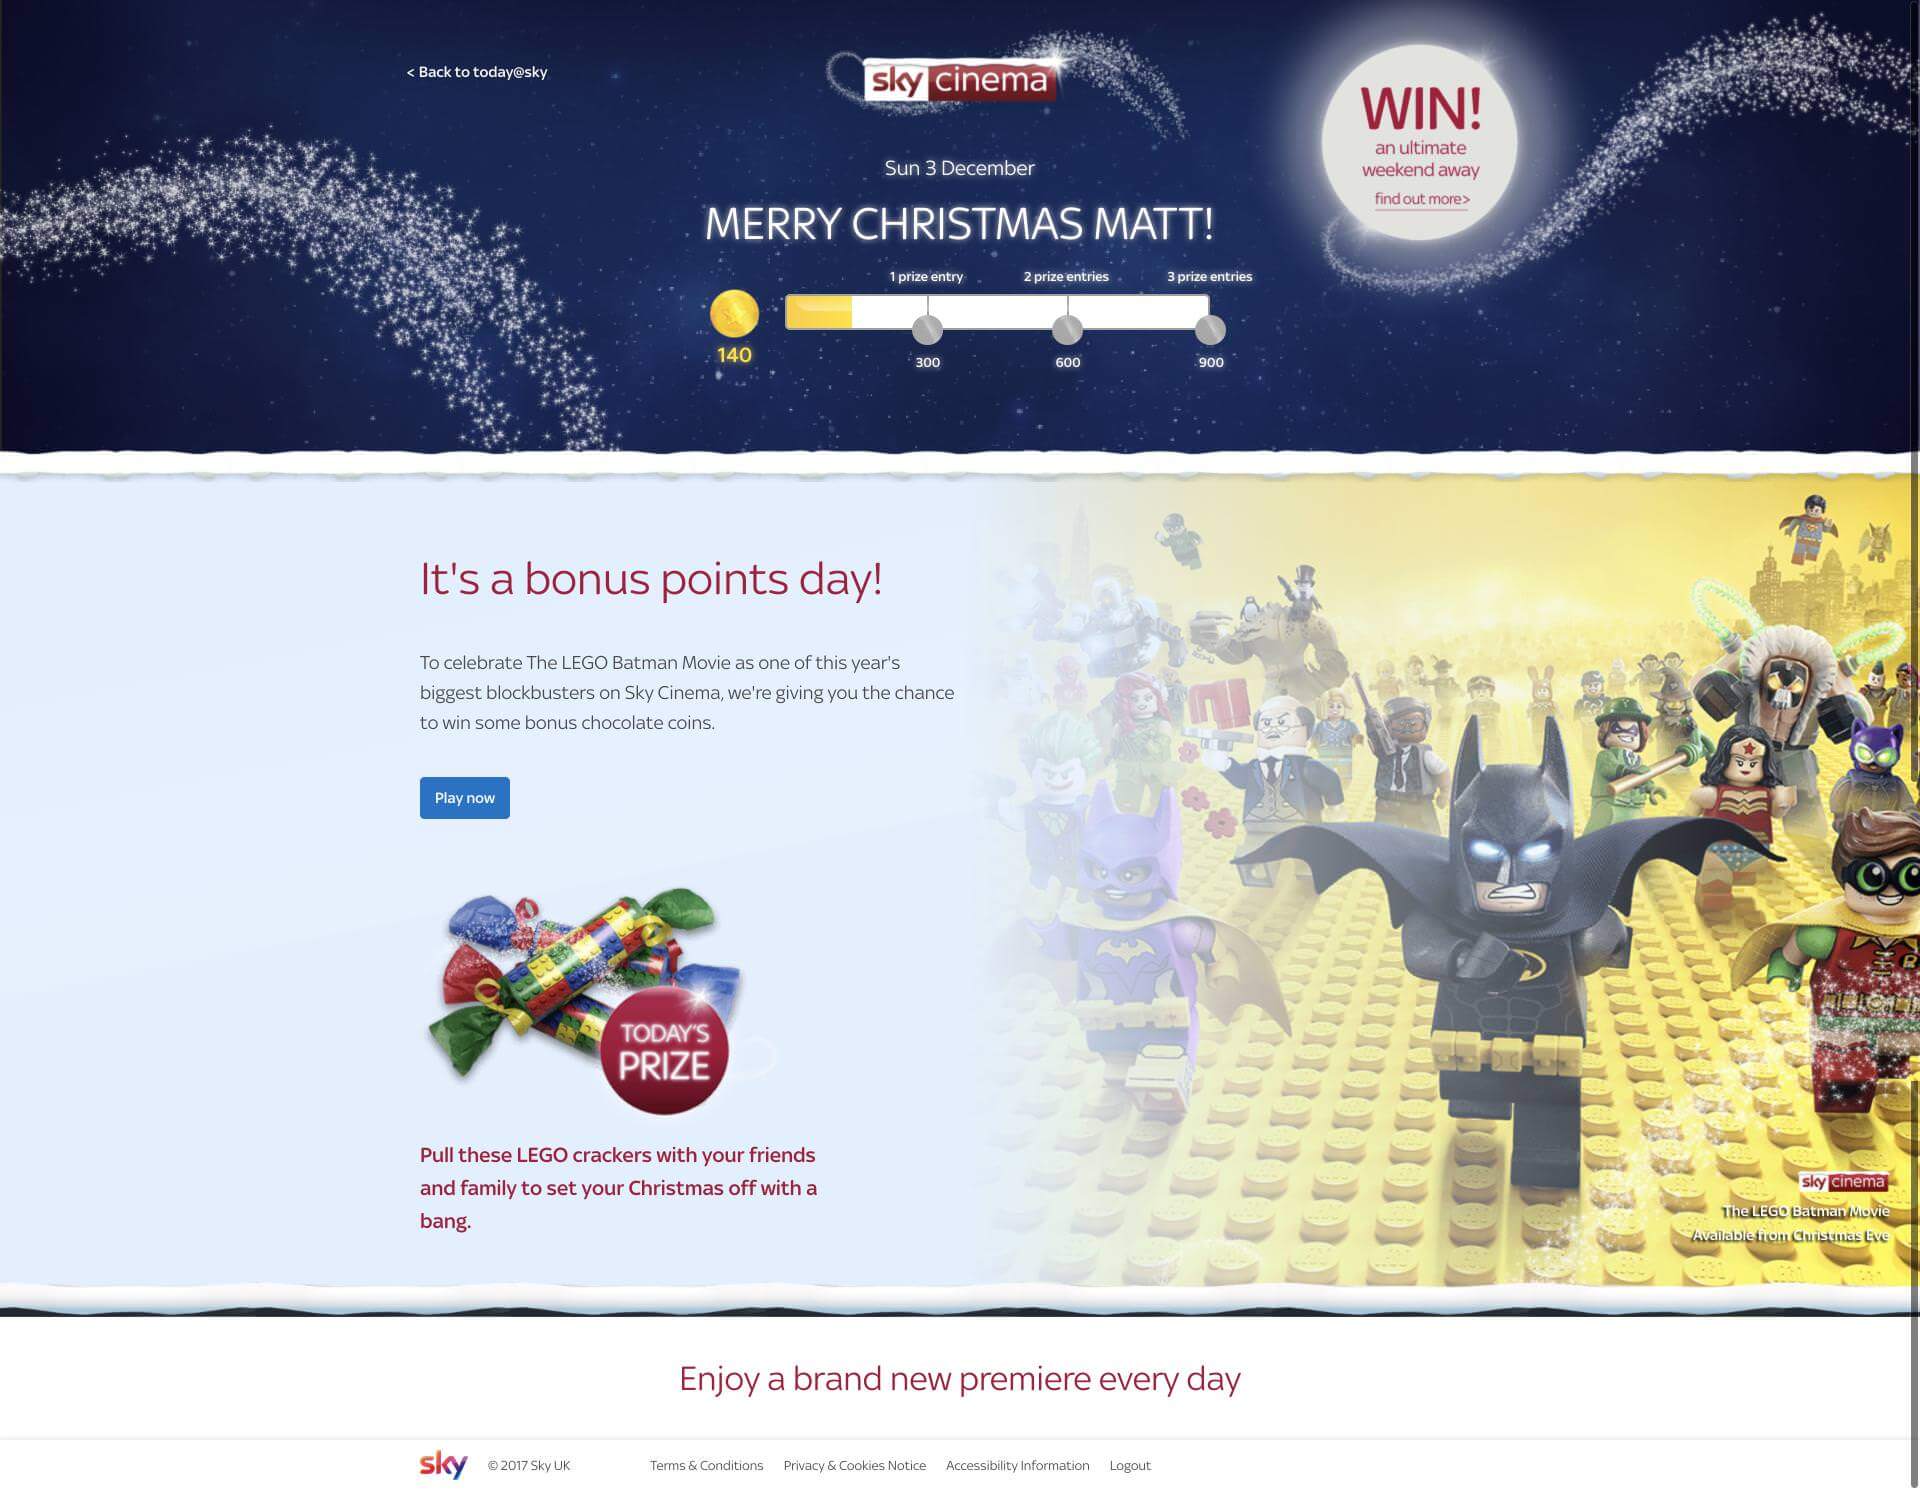 < Back to today@sky
sky cinema
WIN!
an ultimate
weekend away
find out more>
Sun 3 December
MERRY CHRISTMAS MATT!
1 prize entry
2 prize entries
3 prize entries
140
300
600
900
It's a bonus points day!
To celebrate The LEGO Batman Movie as one of this year's
biggest blockbusters on Sky Cinema, we're giving you the chance
to win some bonus chocolate coins.
Play now
TODAY'S
PRIZE
Pull these LEGO crackers with your friends
and family to set your Christmas off with a
bang.
sky cinema
The LEGO Batman Movie
Available from Christmas Eve
Enjoy a brand new premiere every day
sky
© 2017 Sky UK
Terms & Conditions
Privacy & Cookies Notice
Accessibility Information
Logout